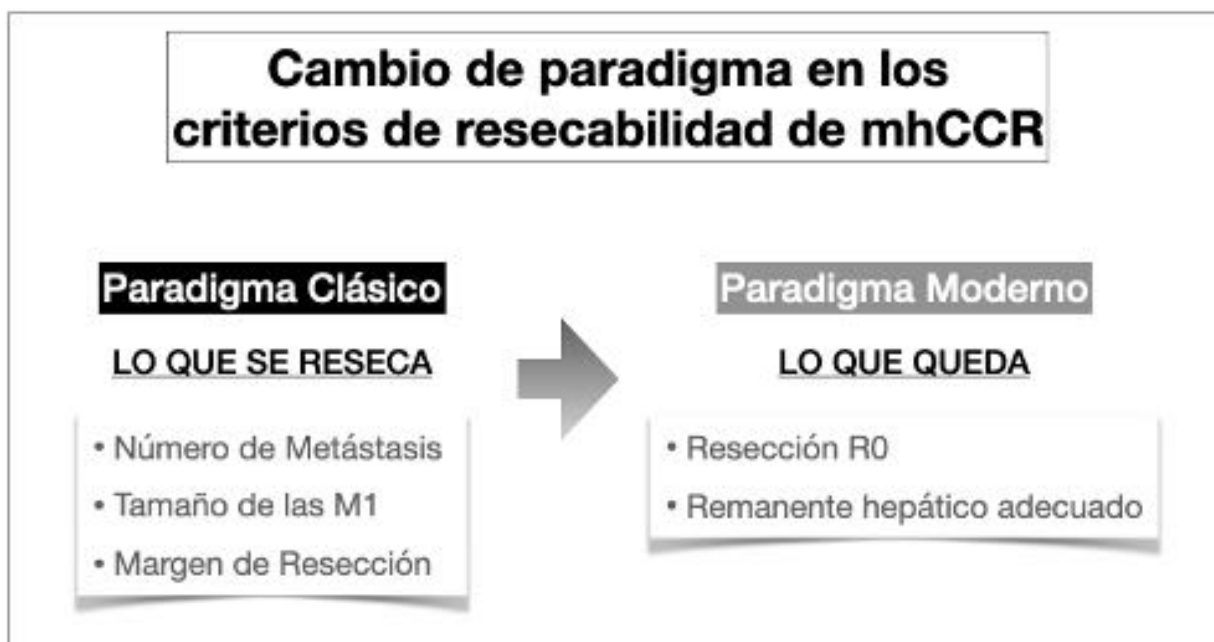 Cambio de paradigma en los
criterios de resecabilidad de mhCCR
Paradigma Clásico
LO QUE SE RESECA
• Número de Metástasis
• Tamaño de las M1
• Margen de Resección
Paradigma Moderno
LO QUE QUEDA
• Resección R0
• Remanente hepático adecuado